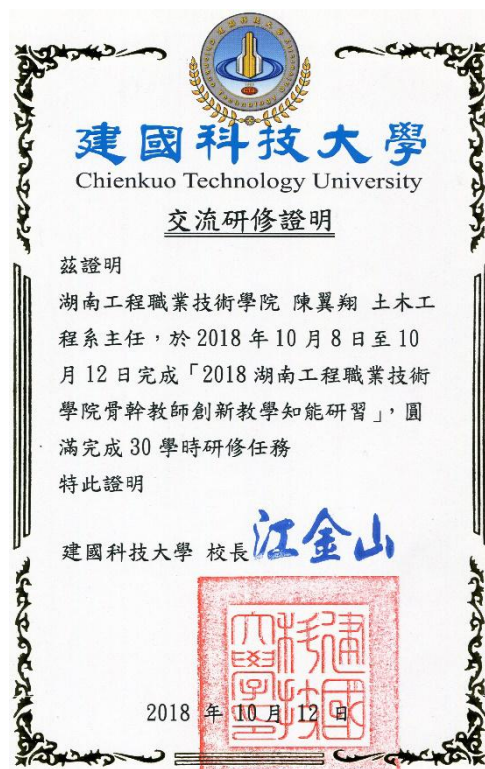 建國科技大學
Chienkuo Technology University
交流研修證明
茲證明
湖南工程職業技術學院 陳翼翔 土木工
程系主任，於 2018 年 10 月 8 日至 10
月 12 日完成「2018 湖南工程職業技術
學院骨幹教師創新教學知能研習」，圓
滿完成 30 學時研修任務
特此證明
建國科技大學 校長 江金山
2018 年 10 月 12 日